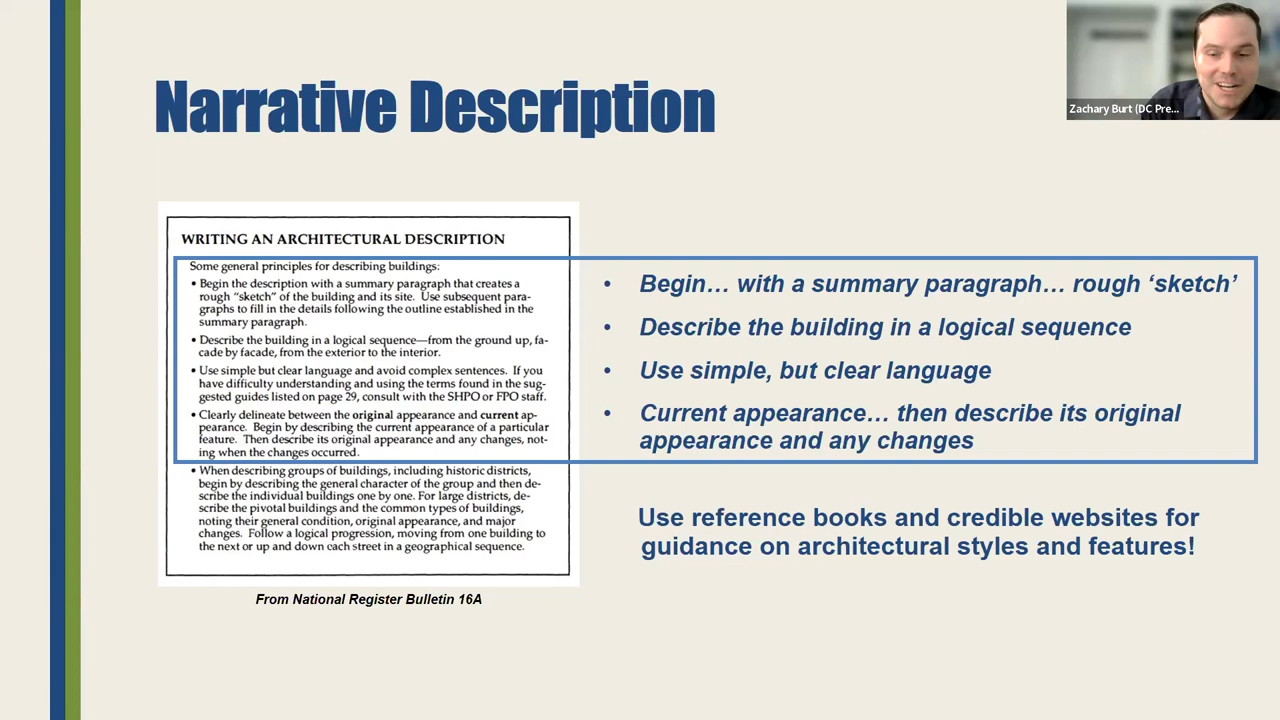 Narrative Description
Zachary Burt (DC Pre...
WRITING AN ARCHITECTURAL DESCRIPTION
Some general principles for describing buildings:
• Begin the description with a summary paragraph that creates a
rough "sketch" of the building and its site. Use subsequent para-
graphs to fill in the details following the outline established in the
summary paragraph.
• Describe the building in a logical sequence—from the ground up, fa-
cade by facade, from the exterior to the interior.
• Use simple but clear language and avoid complex sentences. If you
have difficulty understanding and using the terms found in the sug-
gested guides listed on page 29, consult with the SHPO or FPO staff.
• Clearly delineate between the original appearance and current ap-
pearance. Begin by describing the current appearance of a particular
feature. Then describe its original appearance and any changes, not-
ing when the changes occurred.
• When describing groups of buildings, including historic districts,
begin by describing the general character of the group and then de-
scribe the individual buildings one by one. For large districts, de-
scribe the pivotal buildings and the common types of buildings,
noting their general condition, original appearance, and major
changes. Follow a logical progression, moving from one building to
the next or up and down each street in a geographical sequence.
From National Register Bulletin 16A
• Begin… with a summary paragraph… rough ‘sketch’
• Describe the building in a logical sequence
• Use simple, but clear language
• Current appearance… then describe its original
appearance and any changes
Use reference books and credible websites for
guidance on architectural styles and features!